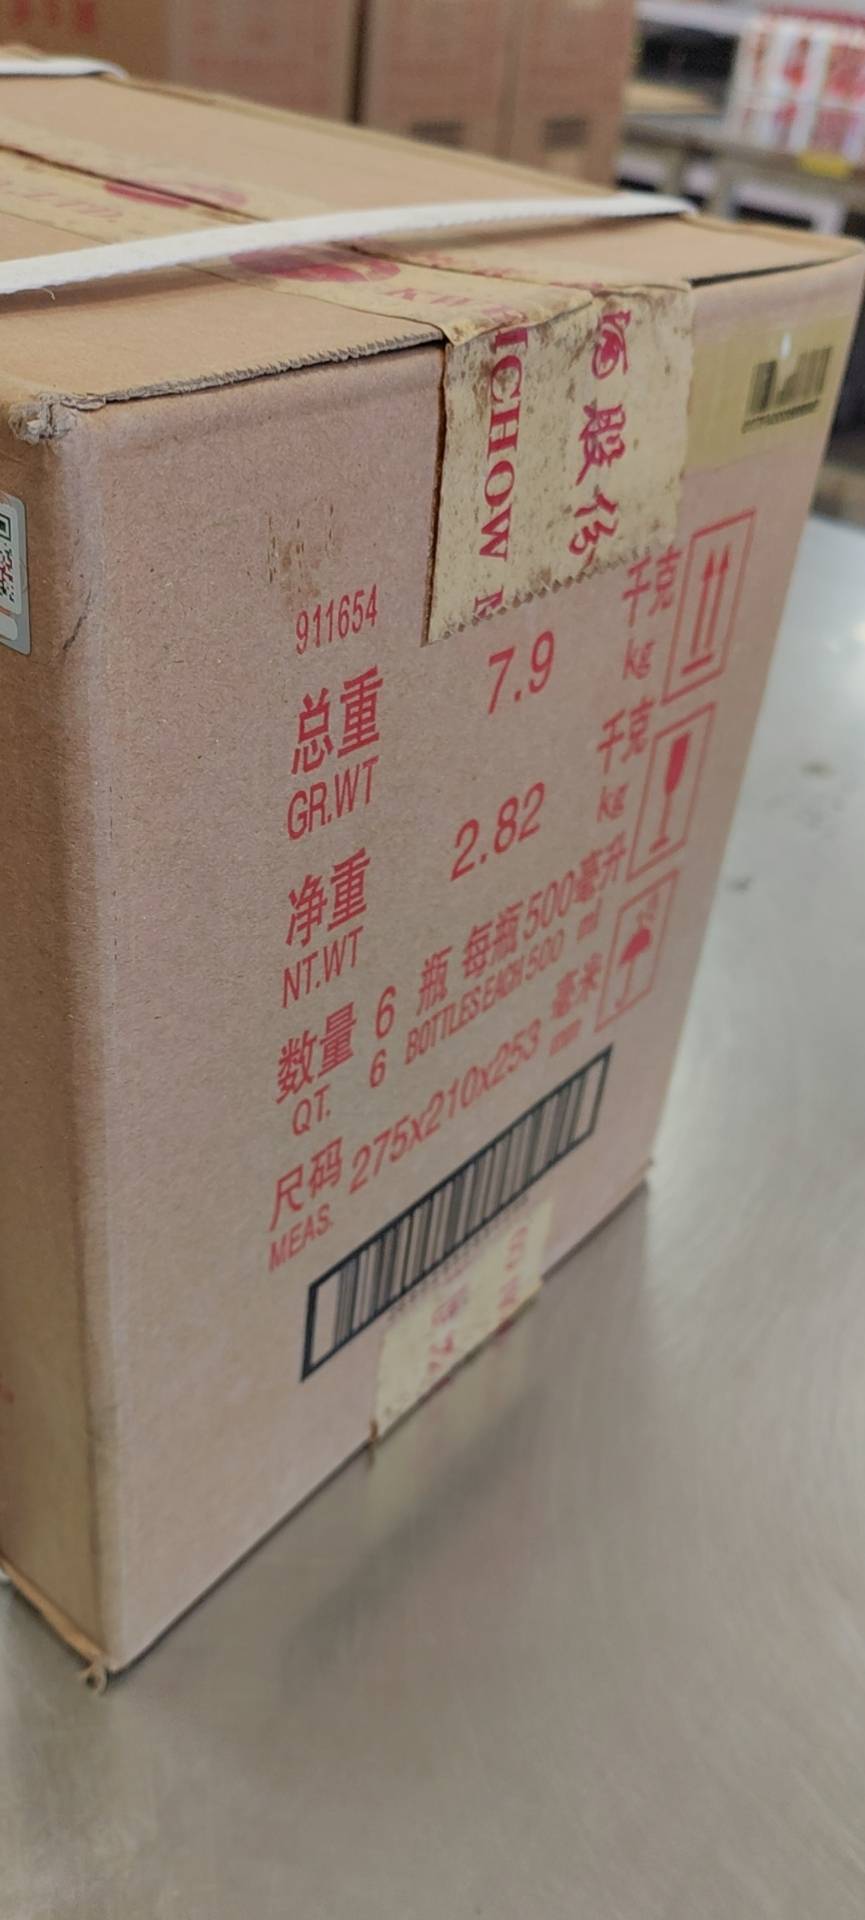 LTD.
KWEICHOW
酒股份
911654
总重 7.9 千克
GR.WT kg
净重 2.82 千克
NT.WT kg
数量 6 瓶 每瓶500毫升
QT. 6 BOTTLES EACH 500 ml
尺码 275x210x253 毫米
MEAS. mm